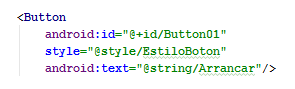 <Button
android:id="@+id/Button01"
style="@style/EstiloBoton"
android:text="@string/Arrancar"/>